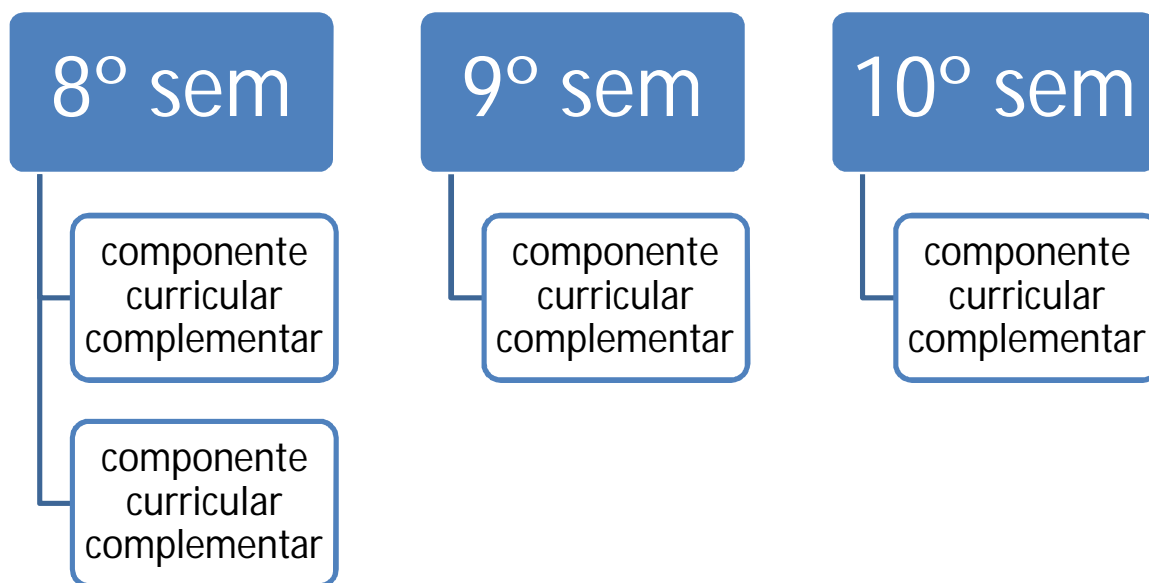 8º sem
componente
curricular
complementar
componente
curricular
complementar
9º sem
componente
curricular
complementar
10º sem
componente
curricular
complementar